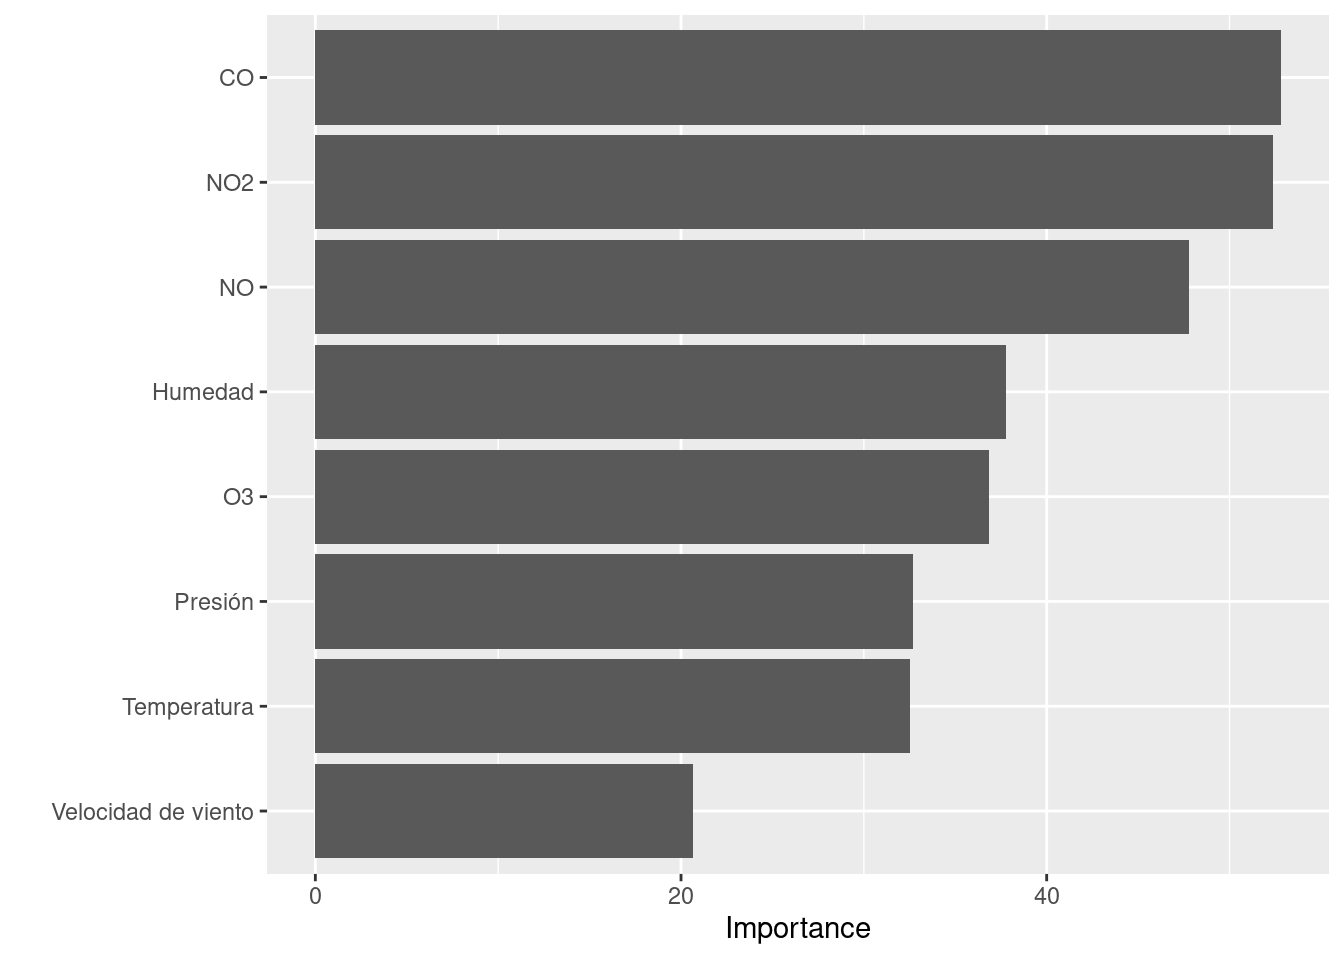 CO
NO2
NO
Humedad
O3
Presión
Temperatura
Velocidad de viento
0 20 40
Importance